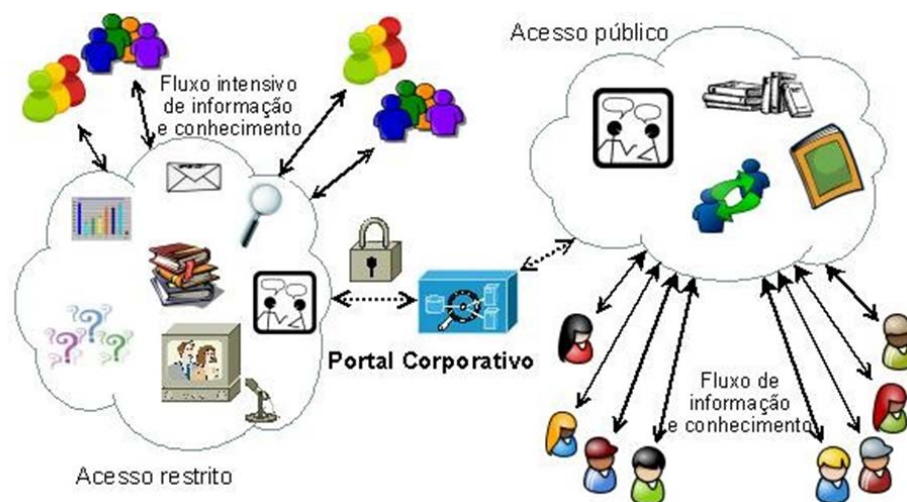 Acesso público
Fluxo intensivo
de informação
e conhecimento
Portal Corporativo
Fluxo de
informação
e conhecimento
Acesso restrito